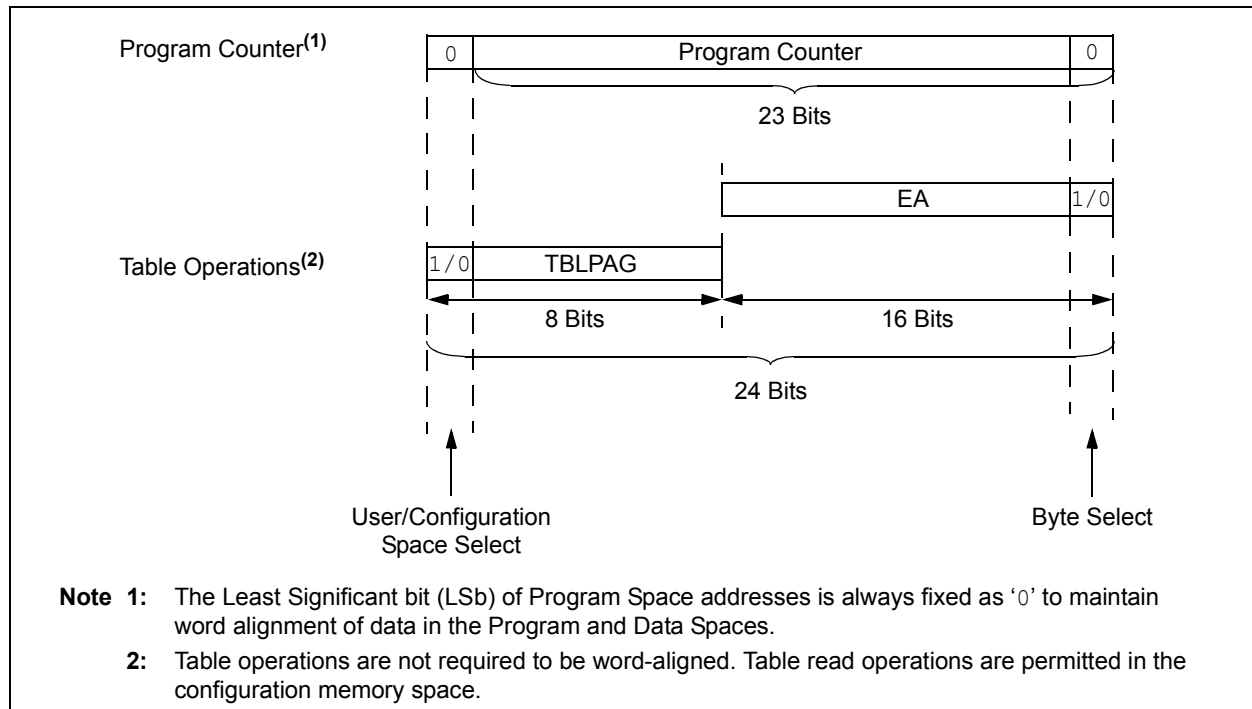 Program Counter(1)
0 Program Counter 0
23 Bits
EA 1/0
Table Operations(2)
1/0 TBLPAG
8 Bits 16 Bits
24 Bits
User/Configuration
Space Select
Byte Select
Note 1: The Least Significant bit (LSb) of Program Space addresses is always fixed as ‘0’ to maintain
word alignment of data in the Program and Data Spaces.
2: Table operations are not required to be word-aligned. Table read operations are permitted in the
configuration memory space.